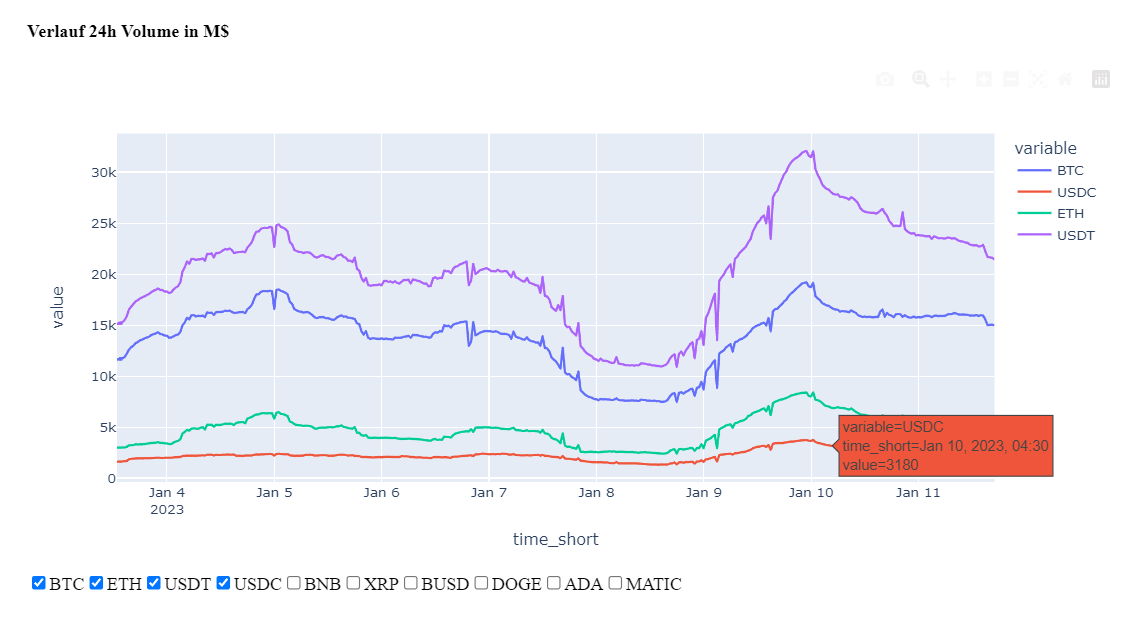 Verlauf 24h Volume in M$
variable
BTC
USDC
ETH
USDT
value
30k
25k
20k
15k
10k
5k
0
variable=USDC
time_short=Jan 10, 2023, 04:30
value=3180
Jan 4 Jan 5 Jan 6 Jan 7 Jan 8 Jan 9 Jan 10 Jan 11
2023
time_short
BTC ETH USDT USDC BNB XRP BUSD DOGE ADA MATIC